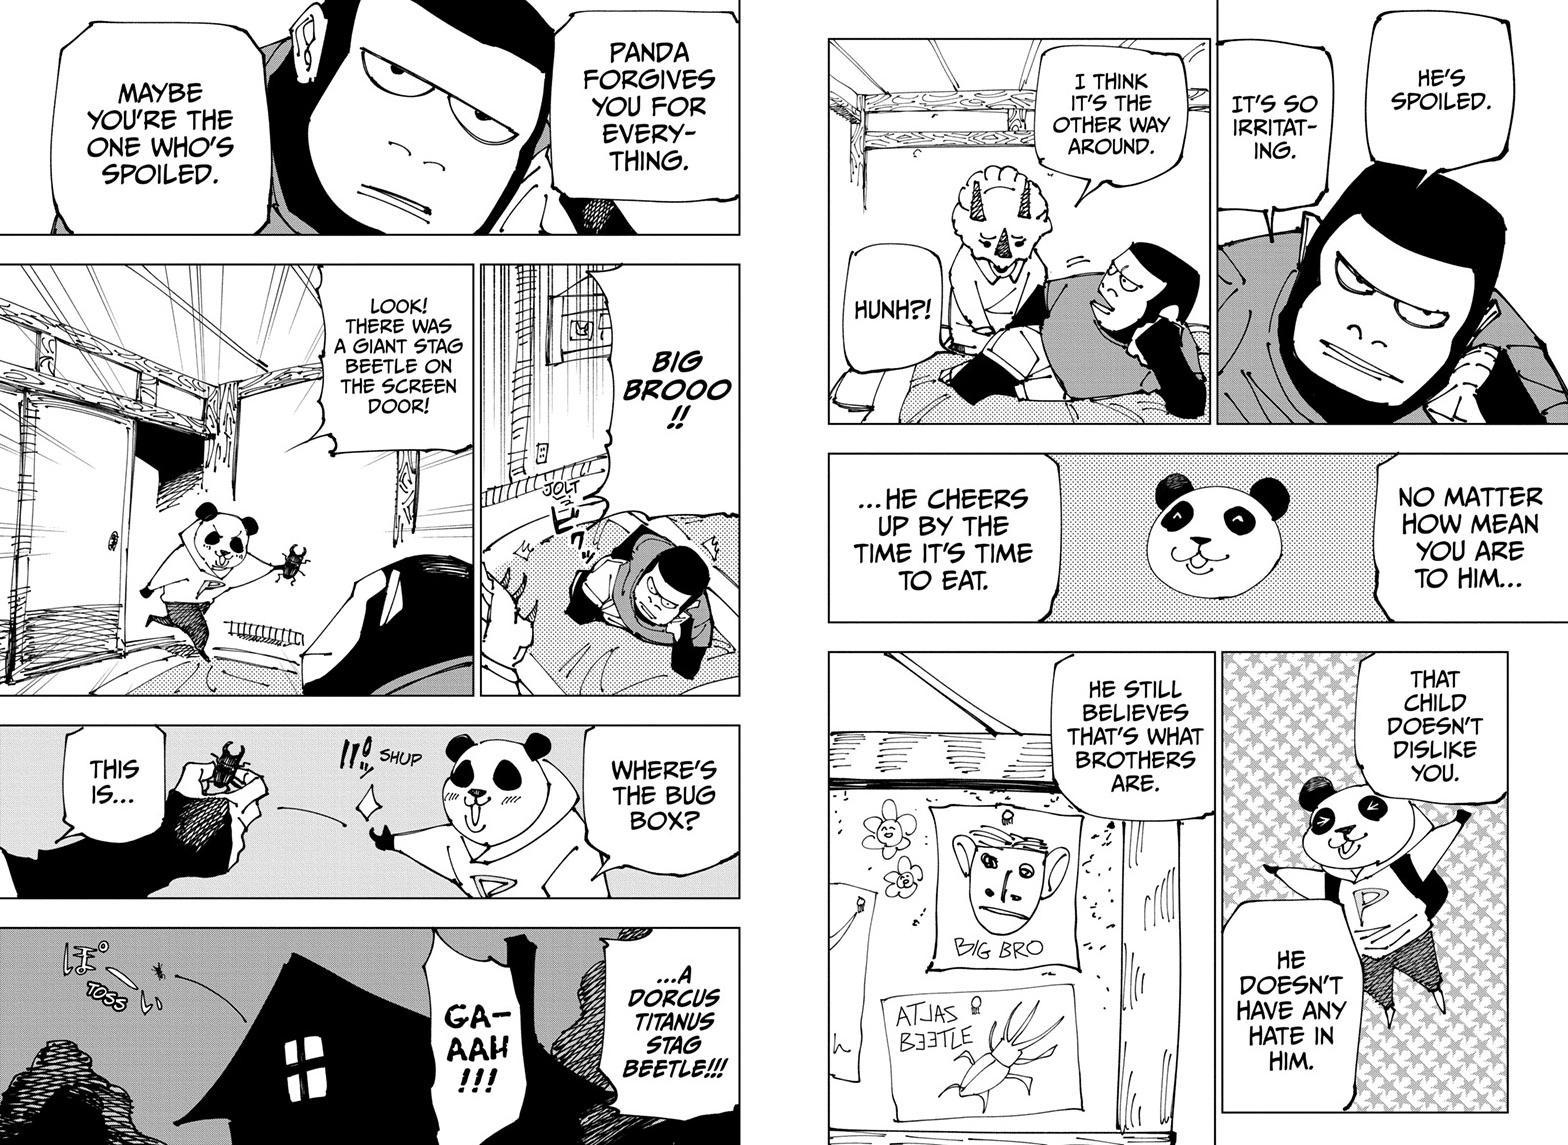 HE'S
SPOILED.
IT'S SO
IRRITAT-
ING.
I THINK
IT'S THE
OTHER WAY
AROUND.
HUNH?!
NO MATTER
HOW MEAN
YOU ARE
TO HIM...
...HE CHEERS
UP BY THE
TIME IT'S TIME
TO EAT.
THAT
CHILD
DOESN'T
DISLIKE
YOU.
P
HE
DOESN'T
HAVE ANY
HATE IN
HIM.
HE STILL
BELIEVES
THAT'S WHAT
BROTHERS
ARE.
BIG BRO
ATLAS
BEETLE
PANDA
FORGIVES
YOU FOR
EVERY-
THING.
MAYBE
YOU'RE THE
ONE WHO'S
SPOILED.
BIG
BROOO
!!
JOLT
LOOK!
THERE WAS
A GIANT STAG
BEETLE ON
THE SCREEN
DOOR!
P
WHERE'S
THE BUG
BOX?
P
SHUP
THIS
IS...
...A
DORCUS
TITANUS
STAG
BEETLE!!!
GA-
AAH
!!!
ぽーい
TOSS